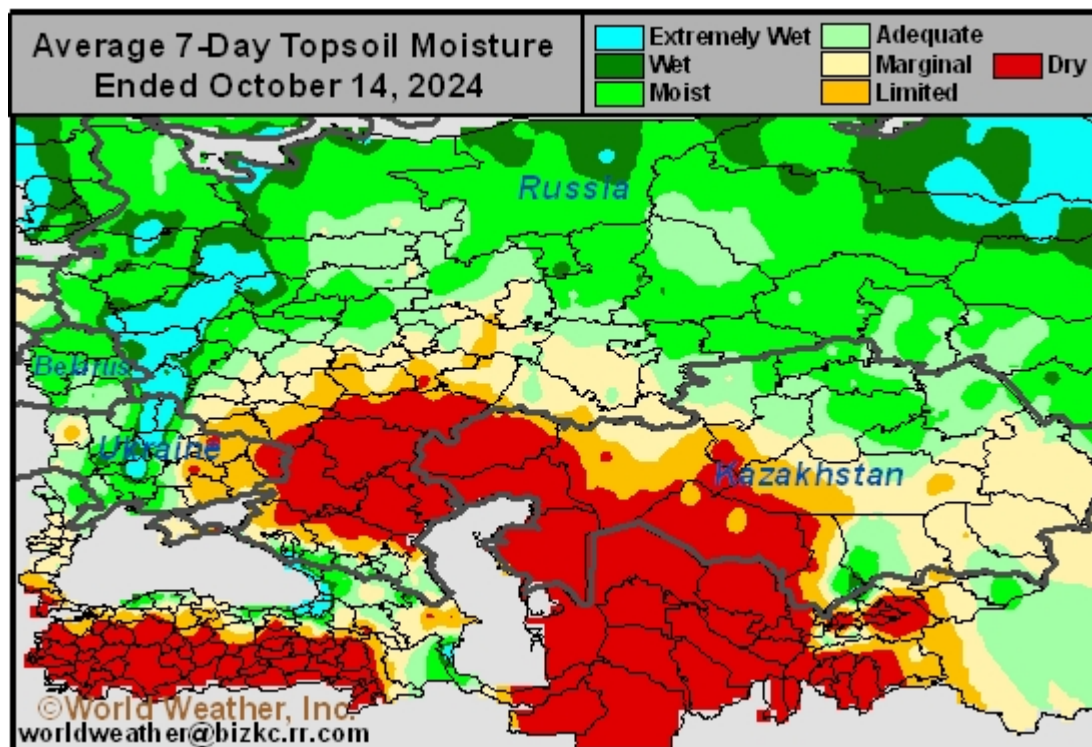 Average 7-Day Topsoil Moisture
Ended October 14, 2024
Extremely Wet
Wet
Moist
Adequate
Marginal
Limited
Dry
Russia
Belarus
Ukraine
Kazakhstan
©World Weather, Inc.
worldweather@bizkc.rr.com